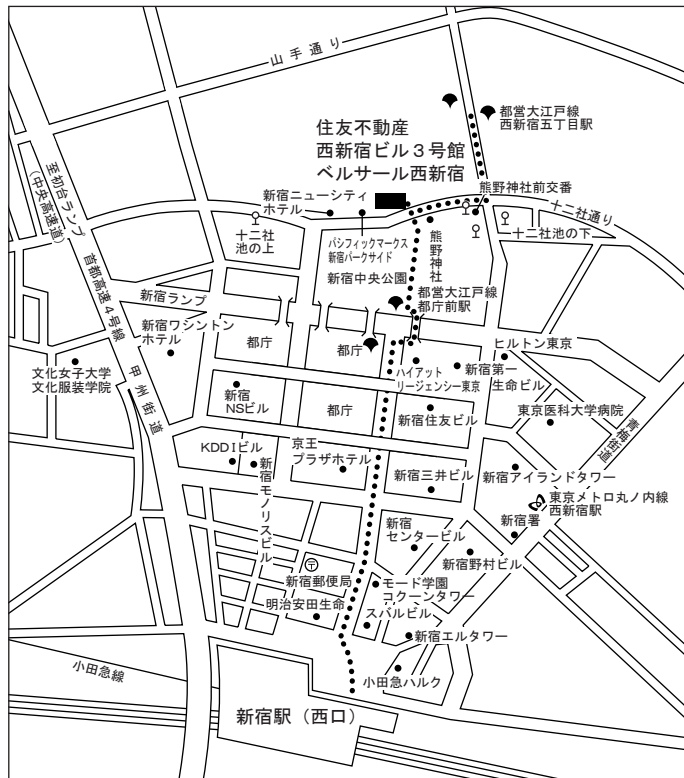 山手通り
都営大江戸線
西新宿五丁目駅
住友不動産
西新宿ビル3号館
ベルサール西新宿
至初台ランプ
(中央高速道)
新宿ニューシティ
ホテル
熊野神社前交番
十二社通り
十二社
池の上
パシフィックマークス
新宿パークサイド
熊野神社
十二社池の下
首都高速4号線
新宿中央公園
新宿ランプ
都営大江戸線
都庁前駅
新宿ワシントン
ホテル
都庁
都庁
ヒルトン東京
文化女子大学
文化服装学院
甲州街道
ハイアット
リージェンシー東京
新宿第一
生命ビル
新宿
NSビル
都庁
新宿住友ビル
東京医科大学病院
青梅街道
KDDIビル
京王
プラザホテル
新宿モノリスビル
新宿三井ビル
新宿アイランドタワー
東京メトロ丸ノ内線
西新宿駅
新宿
センタービル
新宿署
新宿野村ビル
〒
新宿郵便局
モード学園
コクーンタワー
明治安田生命
スバルビル
新宿エルタワー
小田急線
小田急ハルク
新宿駅(西口)